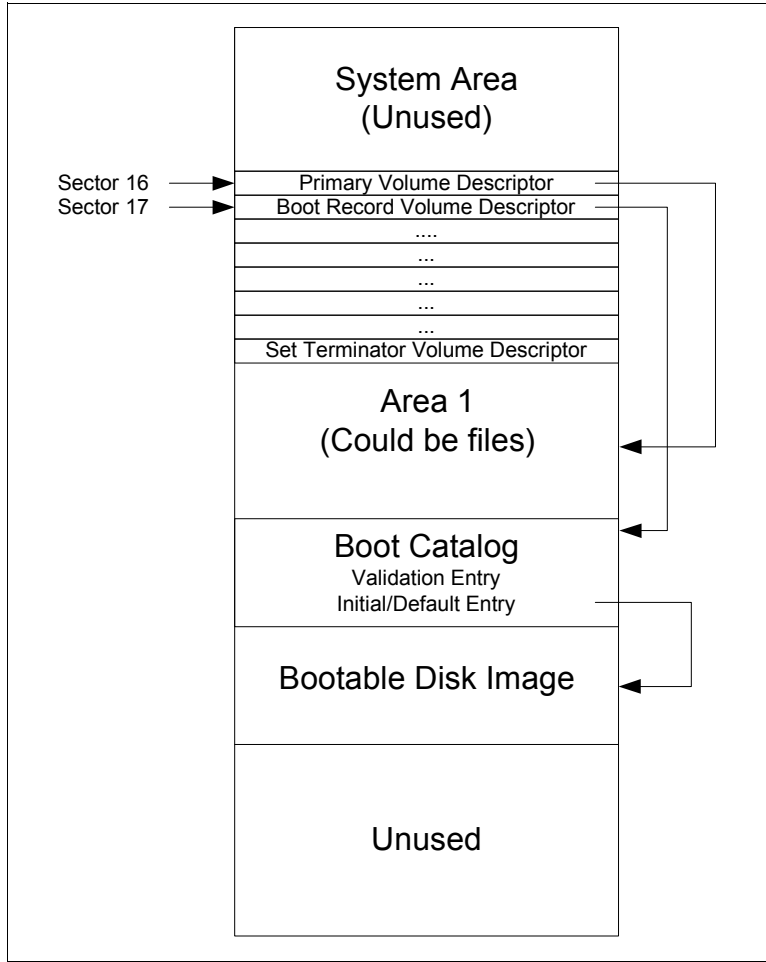 System Area
(Unused)
Sector 16
Primary Volume Descriptor
Sector 17
Boot Record Volume Descriptor
....
...
...
...
...
Set Terminator Volume Descriptor
Area 1
(Could be files)
Boot Catalog
Validation Entry
Initial/Default Entry
Bootable Disk Image
Unused